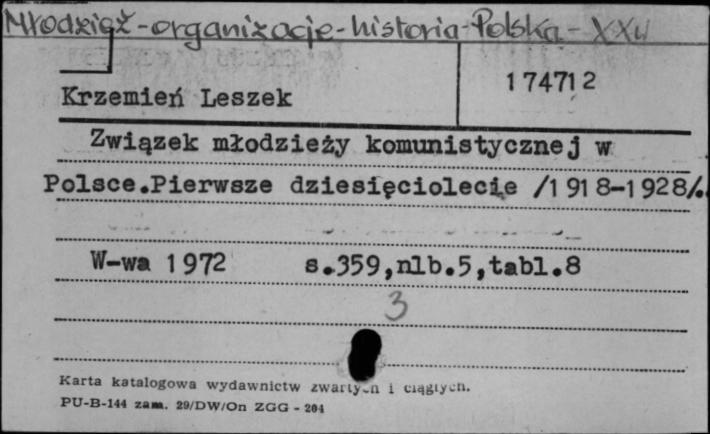 Młodzież-organizacje-historia-Polska-XXw
174712
Krzemień Leszek
Związek młodzieży komunistycznej w
Polsce.Pierwsze dziesięciolecie /1918-1928/.
W-wa 1972 s.359,nlb.5,tabl.8
3
Karta katalogowa wydawnictw zwartych i ciągłych.
PU-B-144 zam. 29/DW/On ZGG - 204